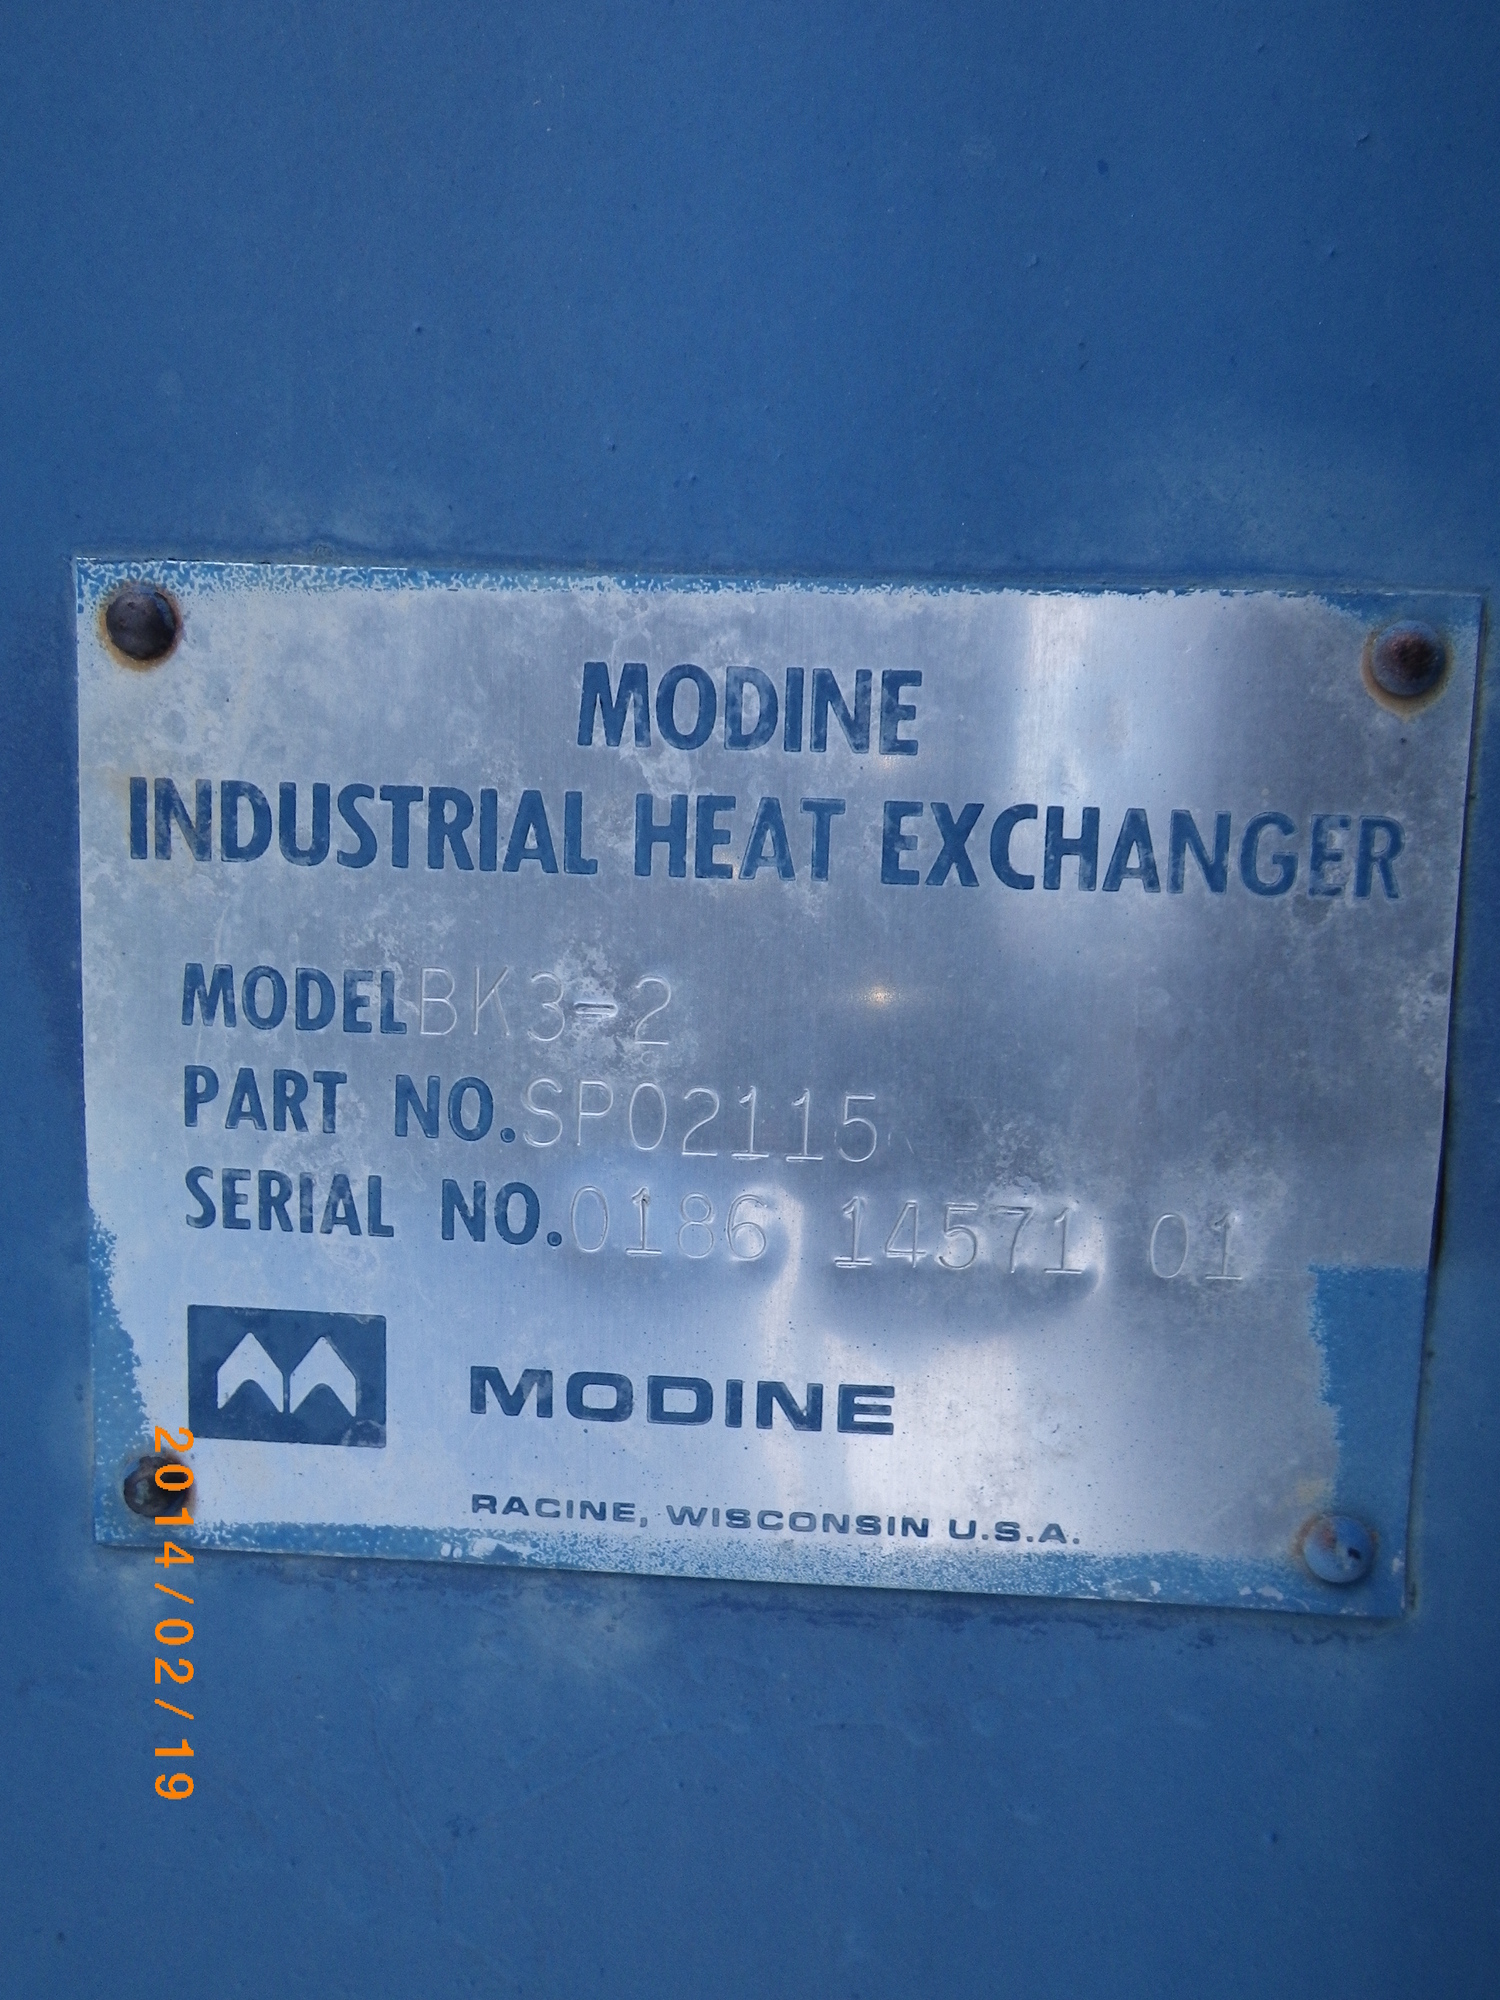 MODINE
INDUSTRIAL HEAT EXCHANGER
MODEL BK3-2
PART NO. SP02115
SERIAL NO. 0186 14571 01
MODINE
RACINE, WISCONSIN U.S.A.
2014/02/19